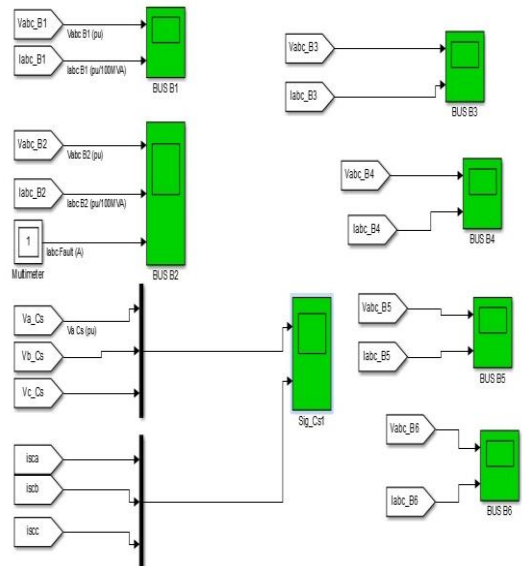 Vabc_B1
Vabc B1 (pu)
Iabc_B1
Iabc B1 (pu/100MVA)
BUS B1
Vabc_B3
Iabc_B3
BUS B3
Vabc_B2
Vabc B2 (pu)
Iabc_B2
Iabc B2 (pu/100MVA)
1
Iabc Fault (A)
Multimeter
BUS B2
Vabc_B4
Iabc_B4
BUS B4
Va_Cs
Va Cs (pu)
Vb_Cs
Vc_Cs
Sig_Cs1
Vabc_B5
Iabc_B5
BUS B5
isca
iscb
iscc
Vabc_B6
Iabc_B6
BUS B6